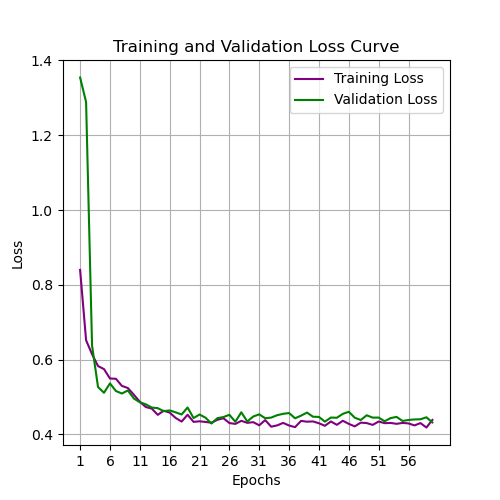 Training and Validation Loss Curve
Training Loss
Validation Loss
1.4
1.2
1.0
0.8
0.6
0.4
Loss
1 6 11 16 21 26 31 36 41 46 51 56
Epochs